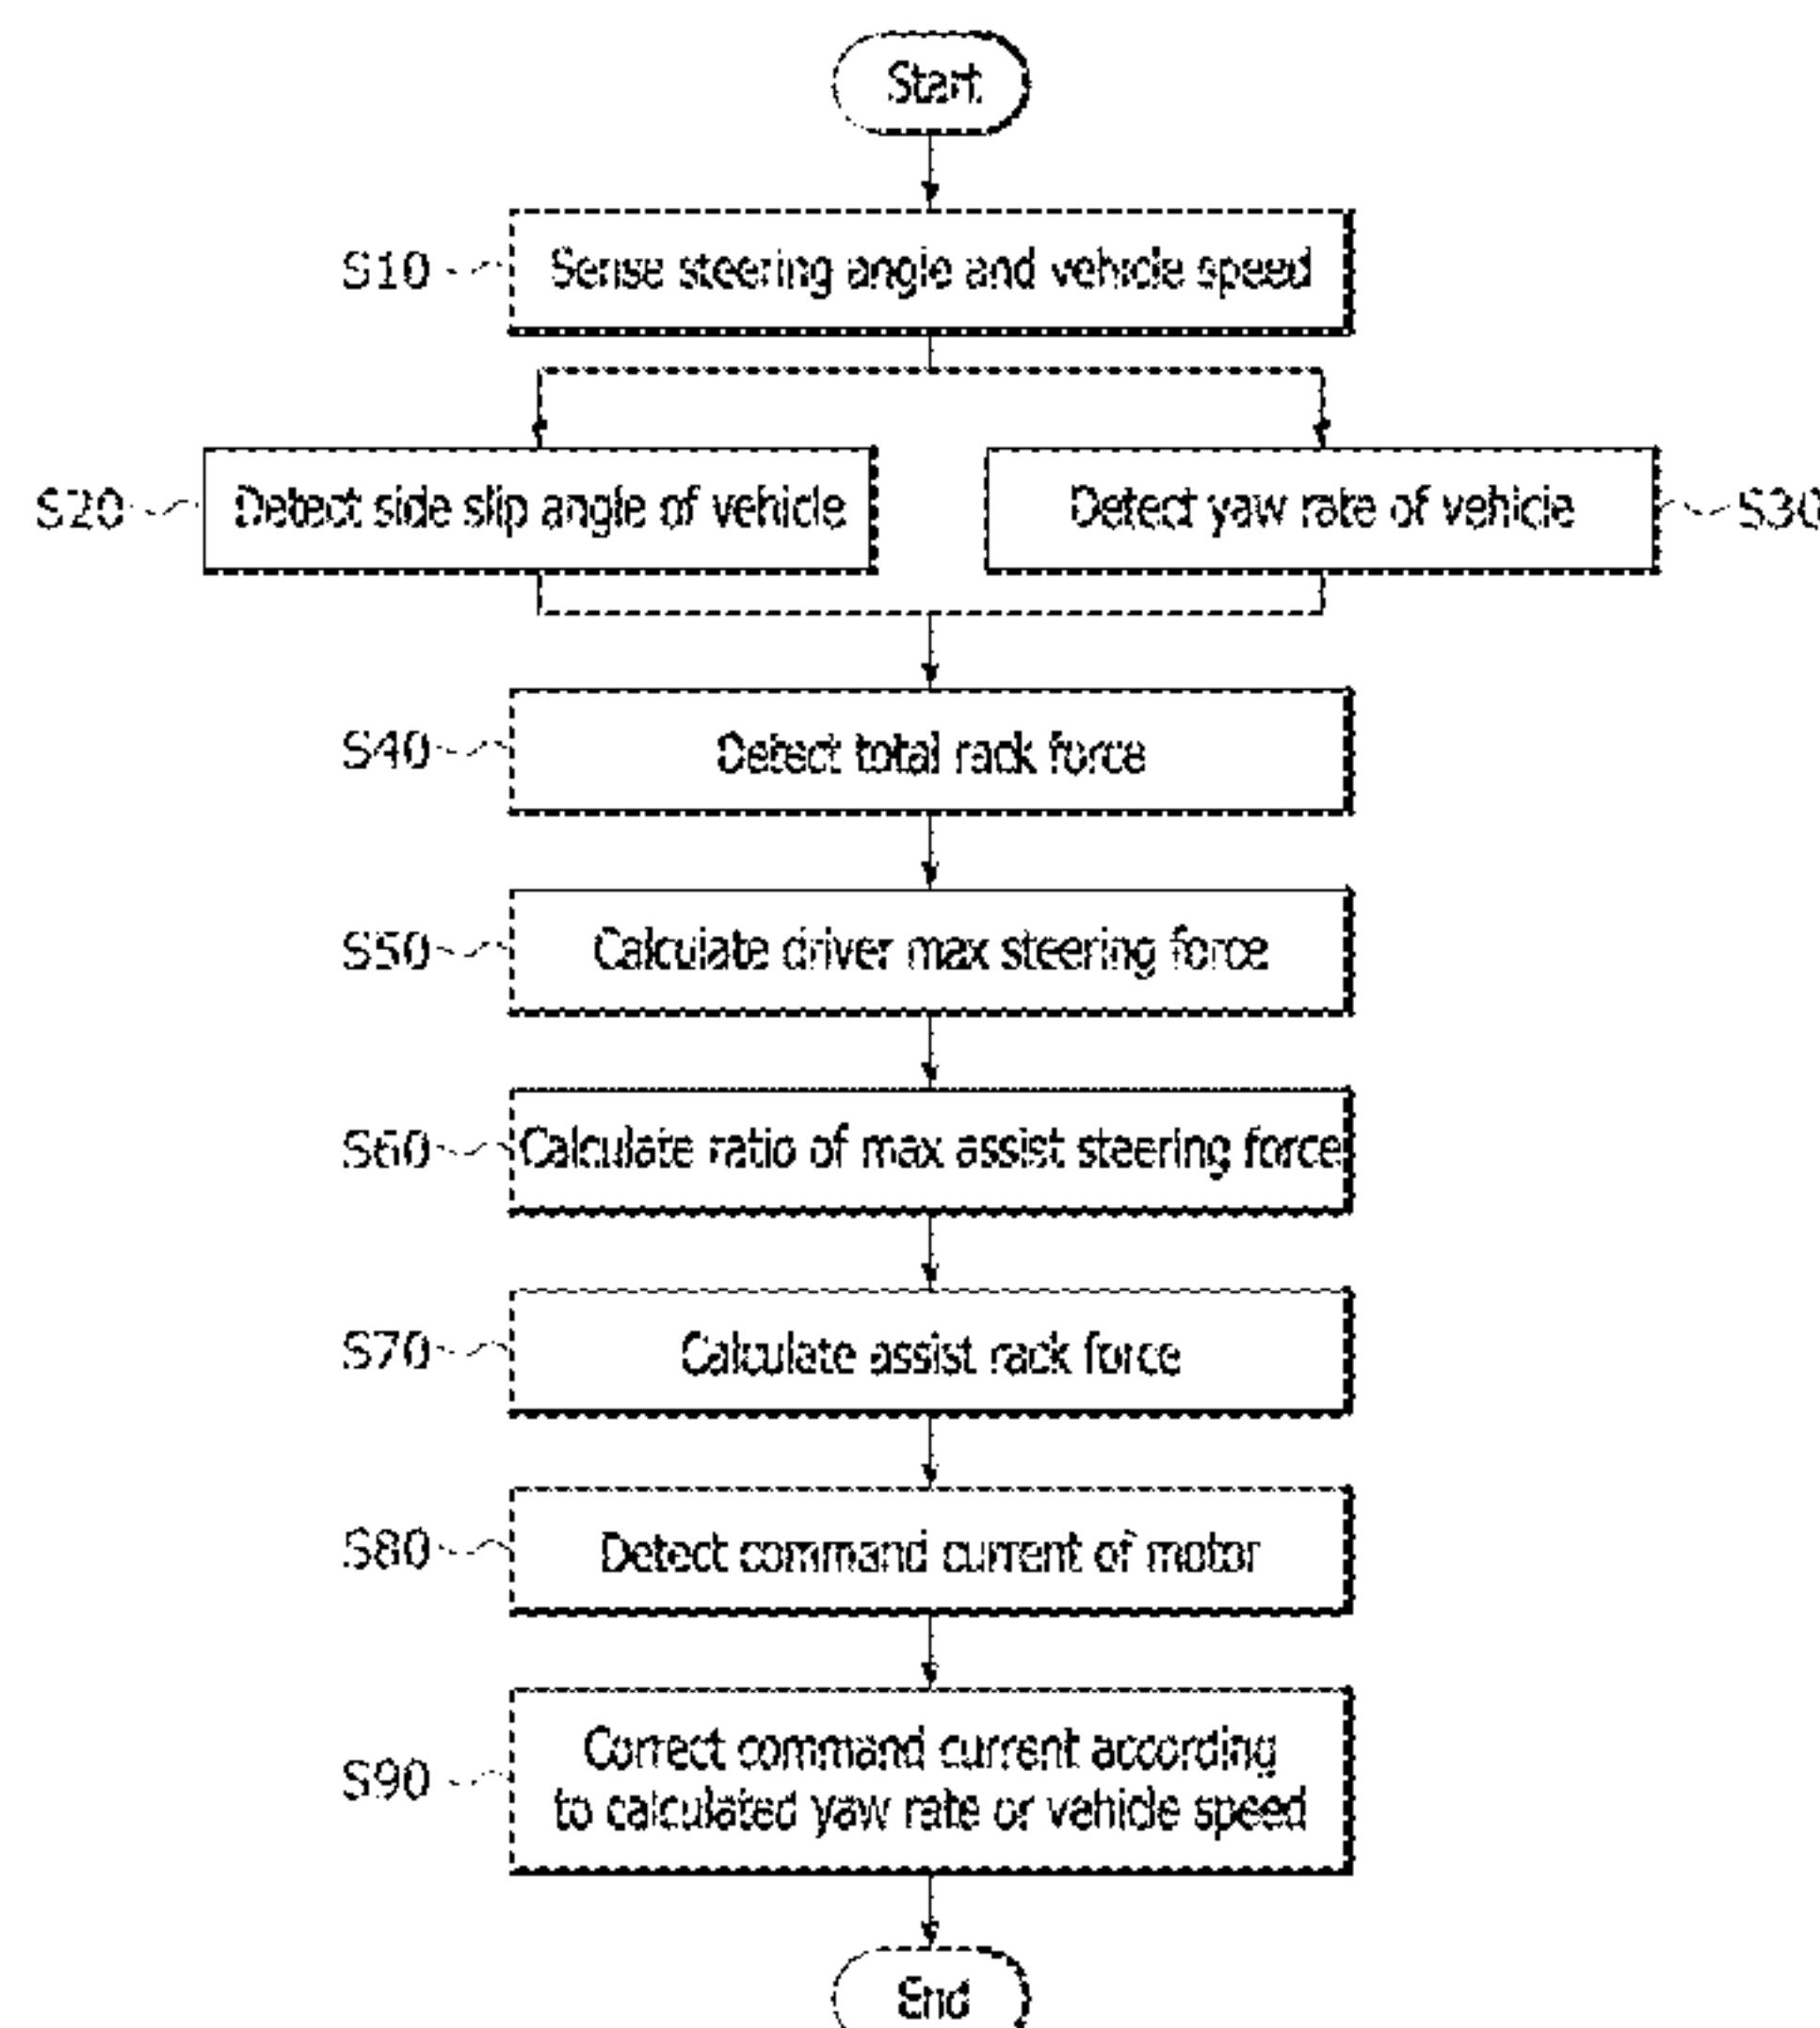 Start
S10
Sense steering angle and vehicle speed
S20
Detect side slip angle of vehicle
Detect yaw rate of vehicle
S30
S40
Detect total rack force
S50
Calculate driver max steering force
S60
Calculate ratio of max assist steering force
S70
Calculate assist rack force
S80
Detect command current of motor
S90
Correct command current according
to calculated yaw rate or vehicle speed
End